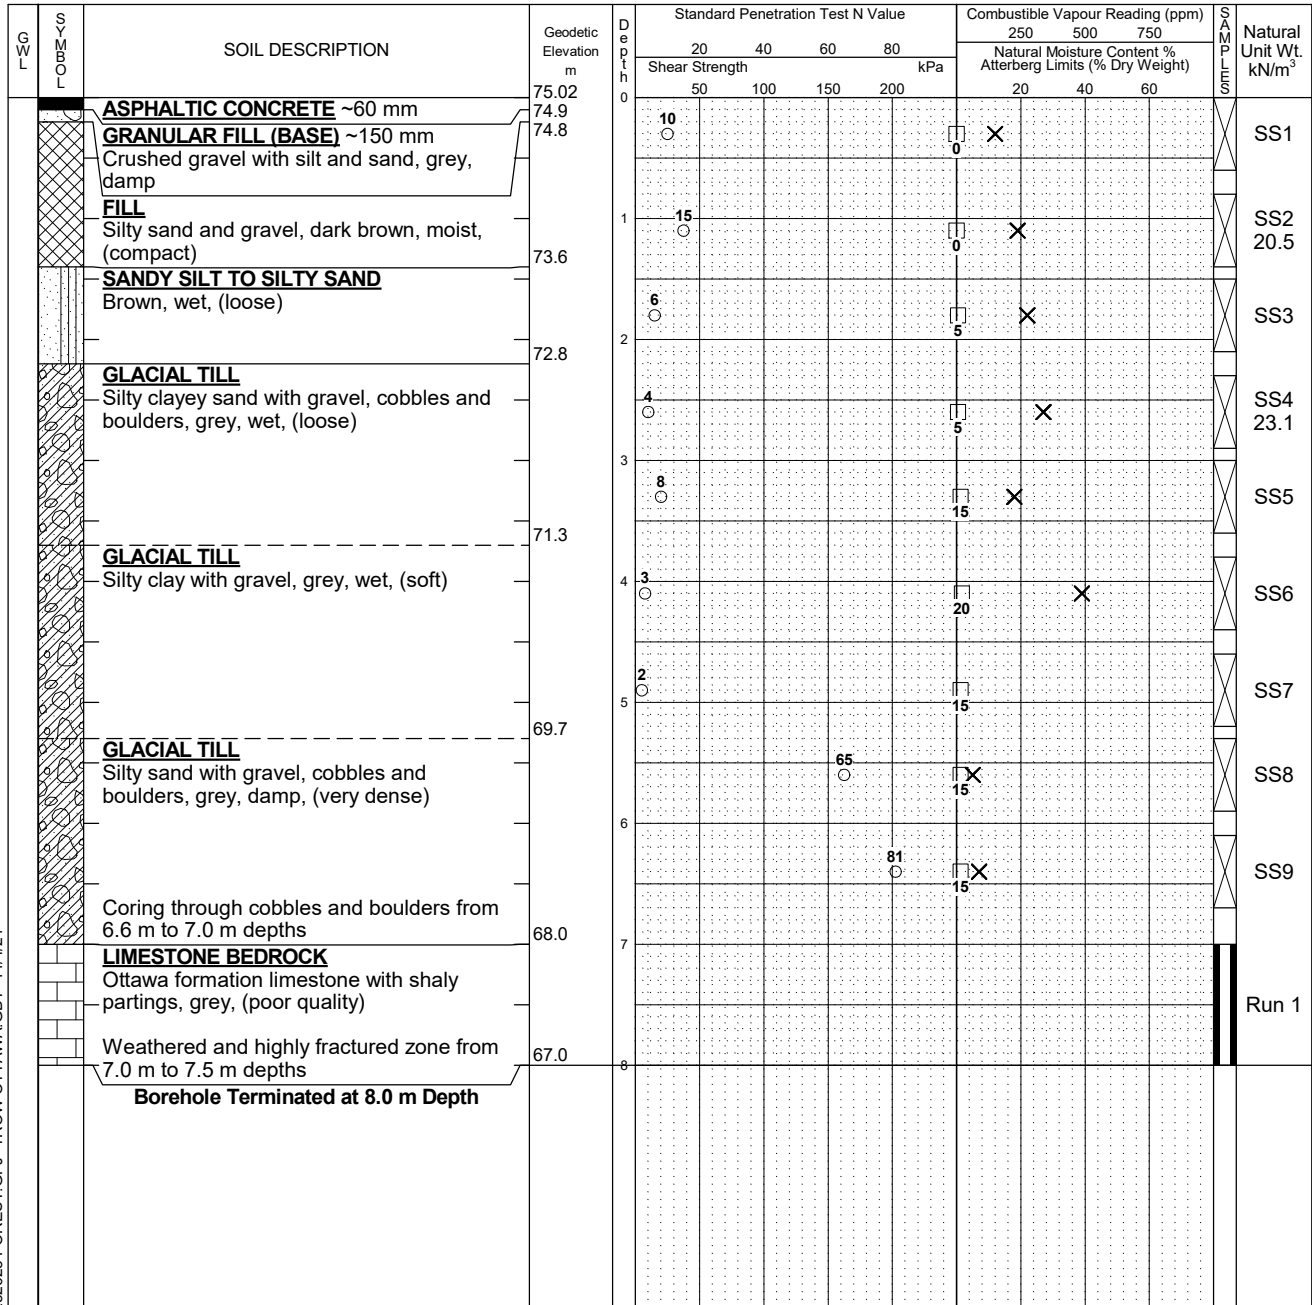 GWL
SYMBOL
SOIL DESCRIPTION
Geodetic
Elevation
m
Depth
Standard Penetration Test N Value
20 40 60 80
Shear Strength kPa
50 100 150 200
Combustible Vapour Reading (ppm)
250 500 750
Natural Moisture Content %
Atterberg Limits (% Dry Weight)
20 40 60
SAMPLES
Natural
Unit Wt.
kN/m³
75.02
0
ASPHALTIC CONCRETE ~60 mm
74.9
GRANULAR FILL (BASE) ~150 mm
74.8
Crushed gravel with silt and sand, grey,
damp
10
0
SS1
FILL
Silty sand and gravel, dark brown, moist,
(compact)
73.6
1
15
0
SS2
20.5
SANDY SILT TO SILTY SAND
Brown, wet, (loose)
72.8
6
5
SS3
2
GLACIAL TILL
Silty clayey sand with gravel, cobbles and
boulders, grey, wet, (loose)
4
5
SS4
23.1
3
8
15
SS5
71.3
GLACIAL TILL
Silty clay with gravel, grey, wet, (soft)
4
3
20
SS6
2
15
SS7
5
69.7
GLACIAL TILL
Silty sand with gravel, cobbles and
boulders, grey, damp, (very dense)
65
15
SS8
6
81
15
SS9
Coring through cobbles and boulders from
6.6 m to 7.0 m depths
68.0
7
LIMESTONE BEDROCK
Ottawa formation limestone with shaly
partings, grey, (poor quality)
Run 1
Weathered and highly fractured zone from
7.0 m to 7.5 m depths
67.0
8
Borehole Terminated at 8.0 m Depth